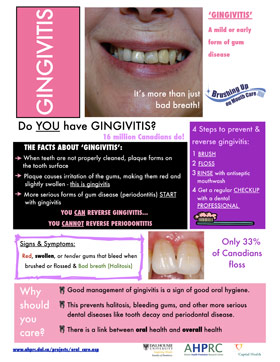 GINGIVITIS
'GINGIVITIS'
A mild or early
form of gum
disease
It's more than just
bad breath!
Brushing Up
on Mouth Care
Do YOU have GINGIVITIS?
16 million Canadians do!
THE FACTS ABOUT 'GINGIVITIS':
When teeth are not properly cleaned, plaque forms on
the tooth surface
Plaque causes irritation of the gums, making them red and
slightly swollen - this is gingivitis
More serious forms of gum disease (periodontitis) START
with gingivitis
YOU CAN REVERSE GINGIVITIS...
YOU CANNOT REVERSE PERIODONTITIS
4 Steps to prevent &
reverse gingivitis:
1 BRUSH
2 FLOSS
3 RINSE with antiseptic
mouthwash
4 Get a regular CHECKUP
with a dental
PROFESSIONAL
Signs & Symptoms:
Red, swollen, or tender gums that bleed when
brushed or flossed & Bad breath (Halitosis)
Only 33%
of Canadians
floss
Why
should
you
care?
Good management of gingivitis is a sign of good oral hygiene.
This prevents halitosis, bleeding gums, and other more serious
dental diseases like tooth decay and periodontal disease.
There is a link between oral health and overall health
www.ahprc.dal.ca/projects/oral_care.asp
DALHOUSIE
UNIVERSITY
AHPRC
Capital Health